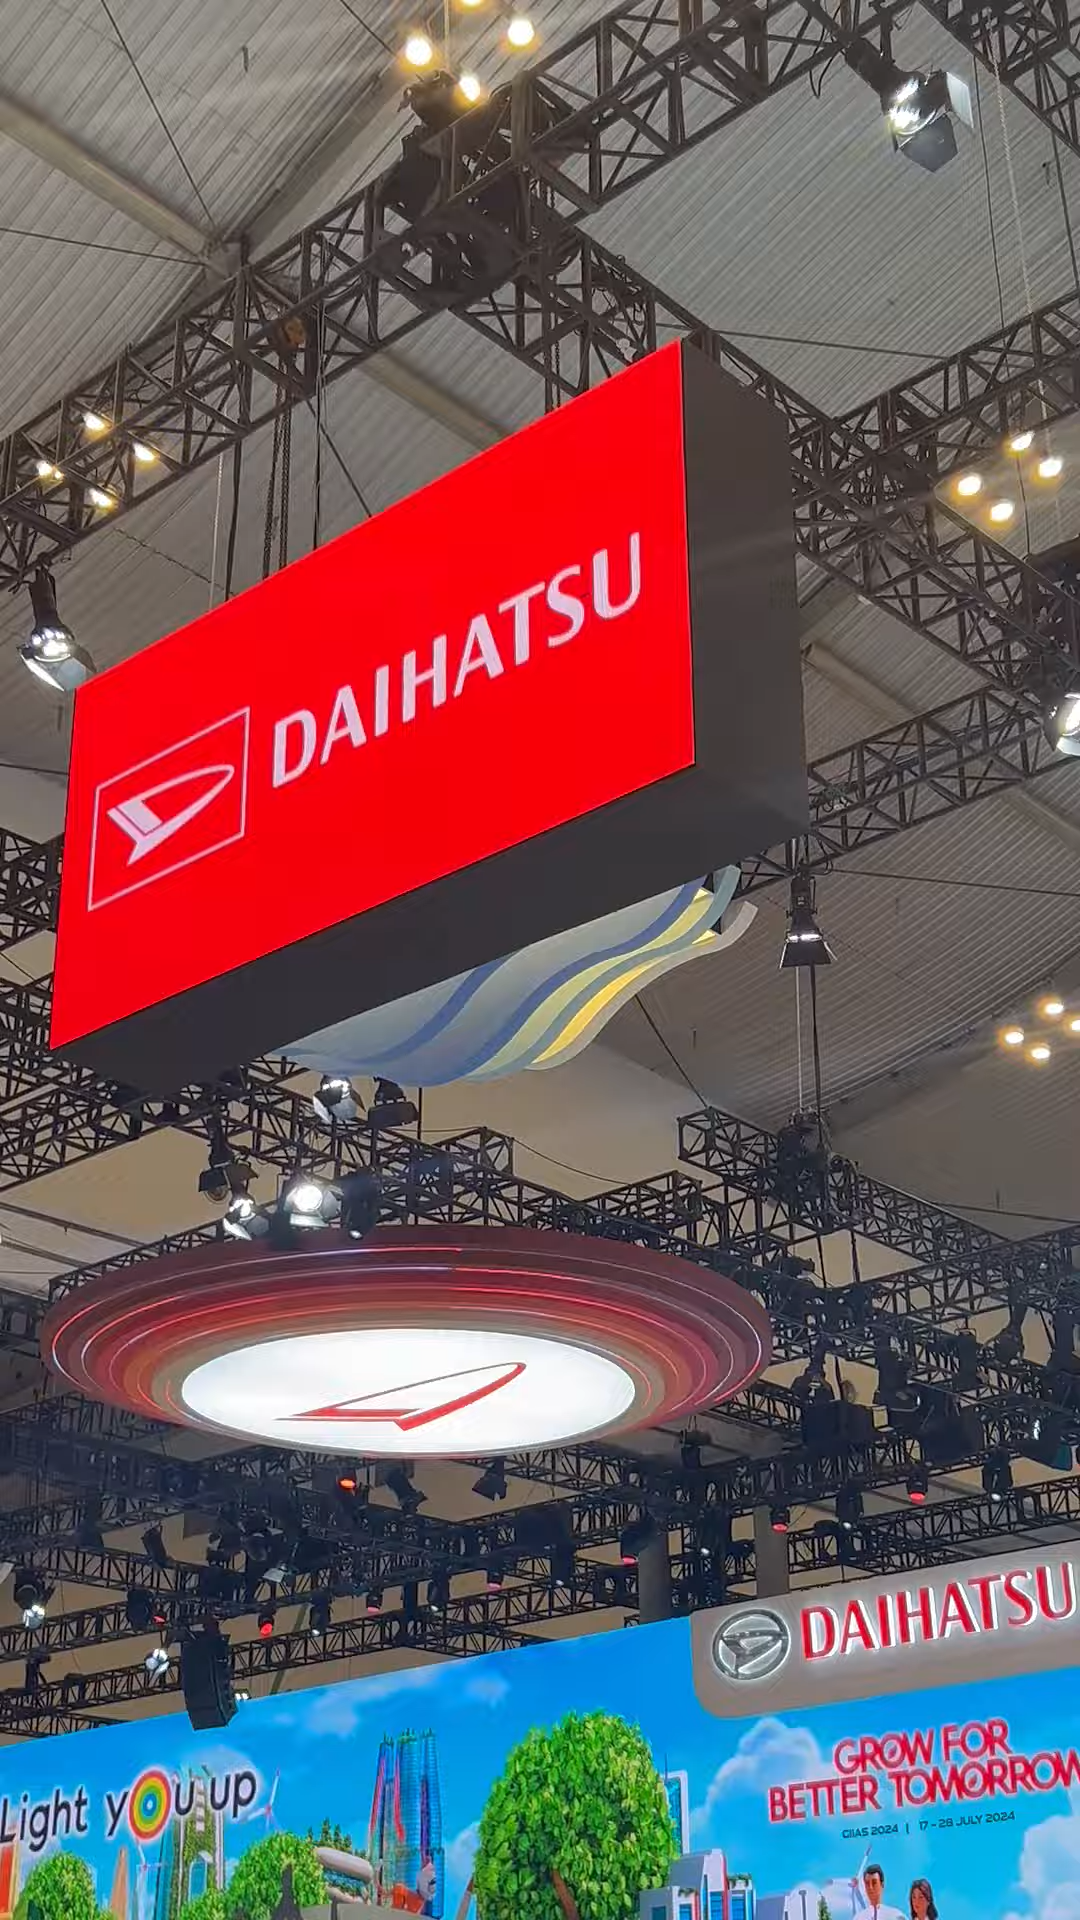 DAIHATSU
DAIHATSU
Light you up
GROW FOR
BETTER TOMORROW
GIIAS 2024 | 17 - 28 JULY 2024